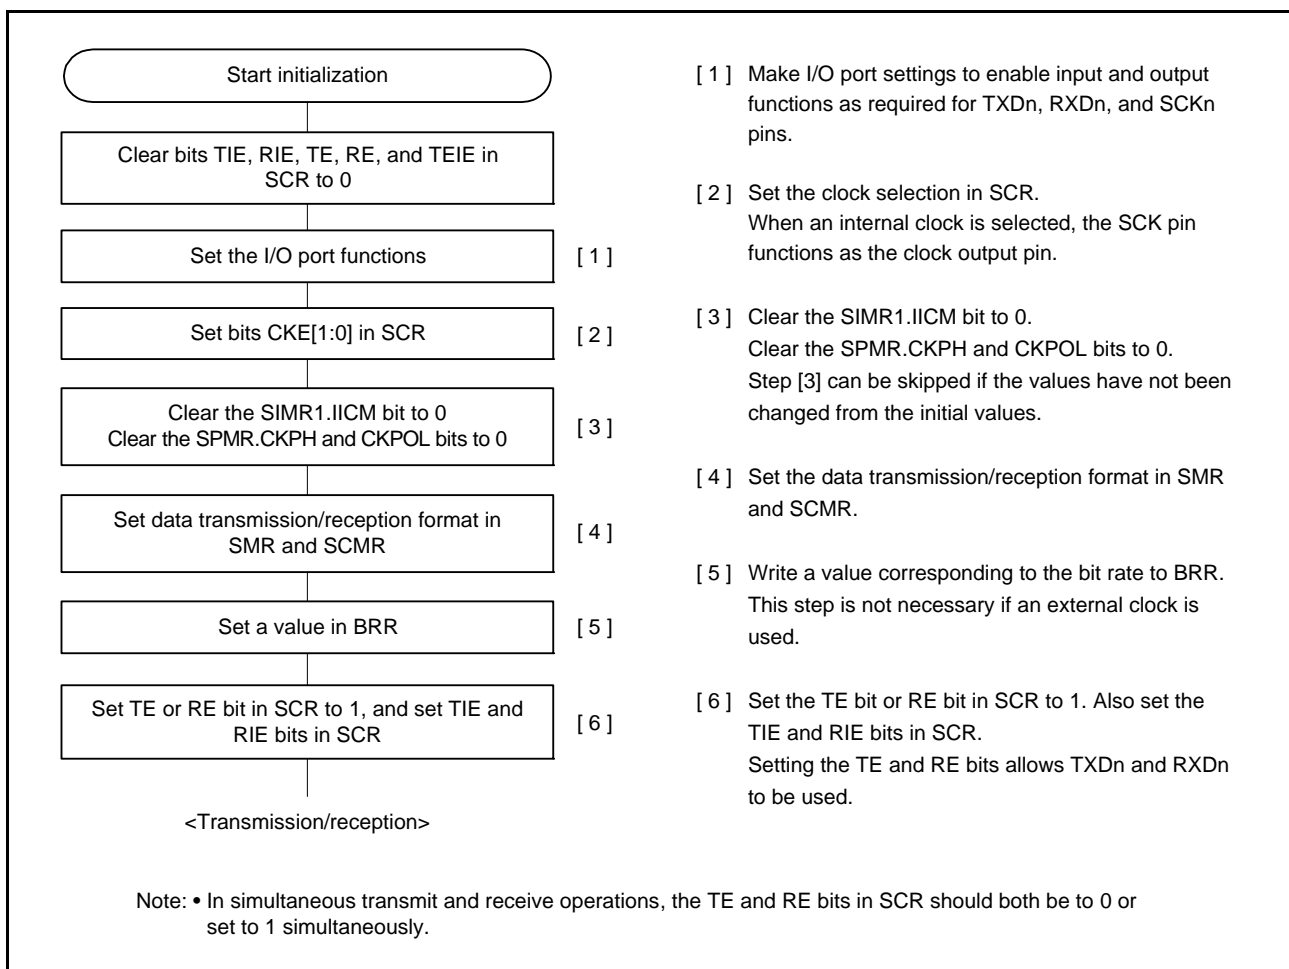 Start initialization
Clear bits TIE, RIE, TE, RE, and TEIE in
SCR to 0
Set the I/O port functions
[ 1 ]
Set bits CKE[1:0] in SCR
[ 2 ]
Clear the SIMR1.IICM bit to 0
Clear the SPMR.CKPH and CKPOL bits to 0
[ 3 ]
Set data transmission/reception format in
SMR and SCMR
[ 4 ]
Set a value in BRR
[ 5 ]
Set TE or RE bit in SCR to 1, and set TIE and
RIE bits in SCR
[ 6 ]
<Transmission/reception>
[ 1 ] Make I/O port settings to enable input and output
functions as required for TXDn, RXDn, and SCKn
pins.
[ 2 ] Set the clock selection in SCR.
When an internal clock is selected, the SCK pin
functions as the clock output pin.
[ 3 ] Clear the SIMR1.IICM bit to 0.
Clear the SPMR.CKPH and CKPOL bits to 0.
Step [3] can be skipped if the values have not been
changed from the initial values.
[ 4 ] Set the data transmission/reception format in SMR
and SCMR.
[ 5 ] Write a value corresponding to the bit rate to BRR.
This step is not necessary if an external clock is
used.
[ 6 ] Set the TE bit or RE bit in SCR to 1. Also set the
TIE and RIE bits in SCR.
Setting the TE and RE bits allows TXDn and RXDn
to be used.
Note: • In simultaneous transmit and receive operations, the TE and RE bits in SCR should both be to 0 or
set to 1 simultaneously.